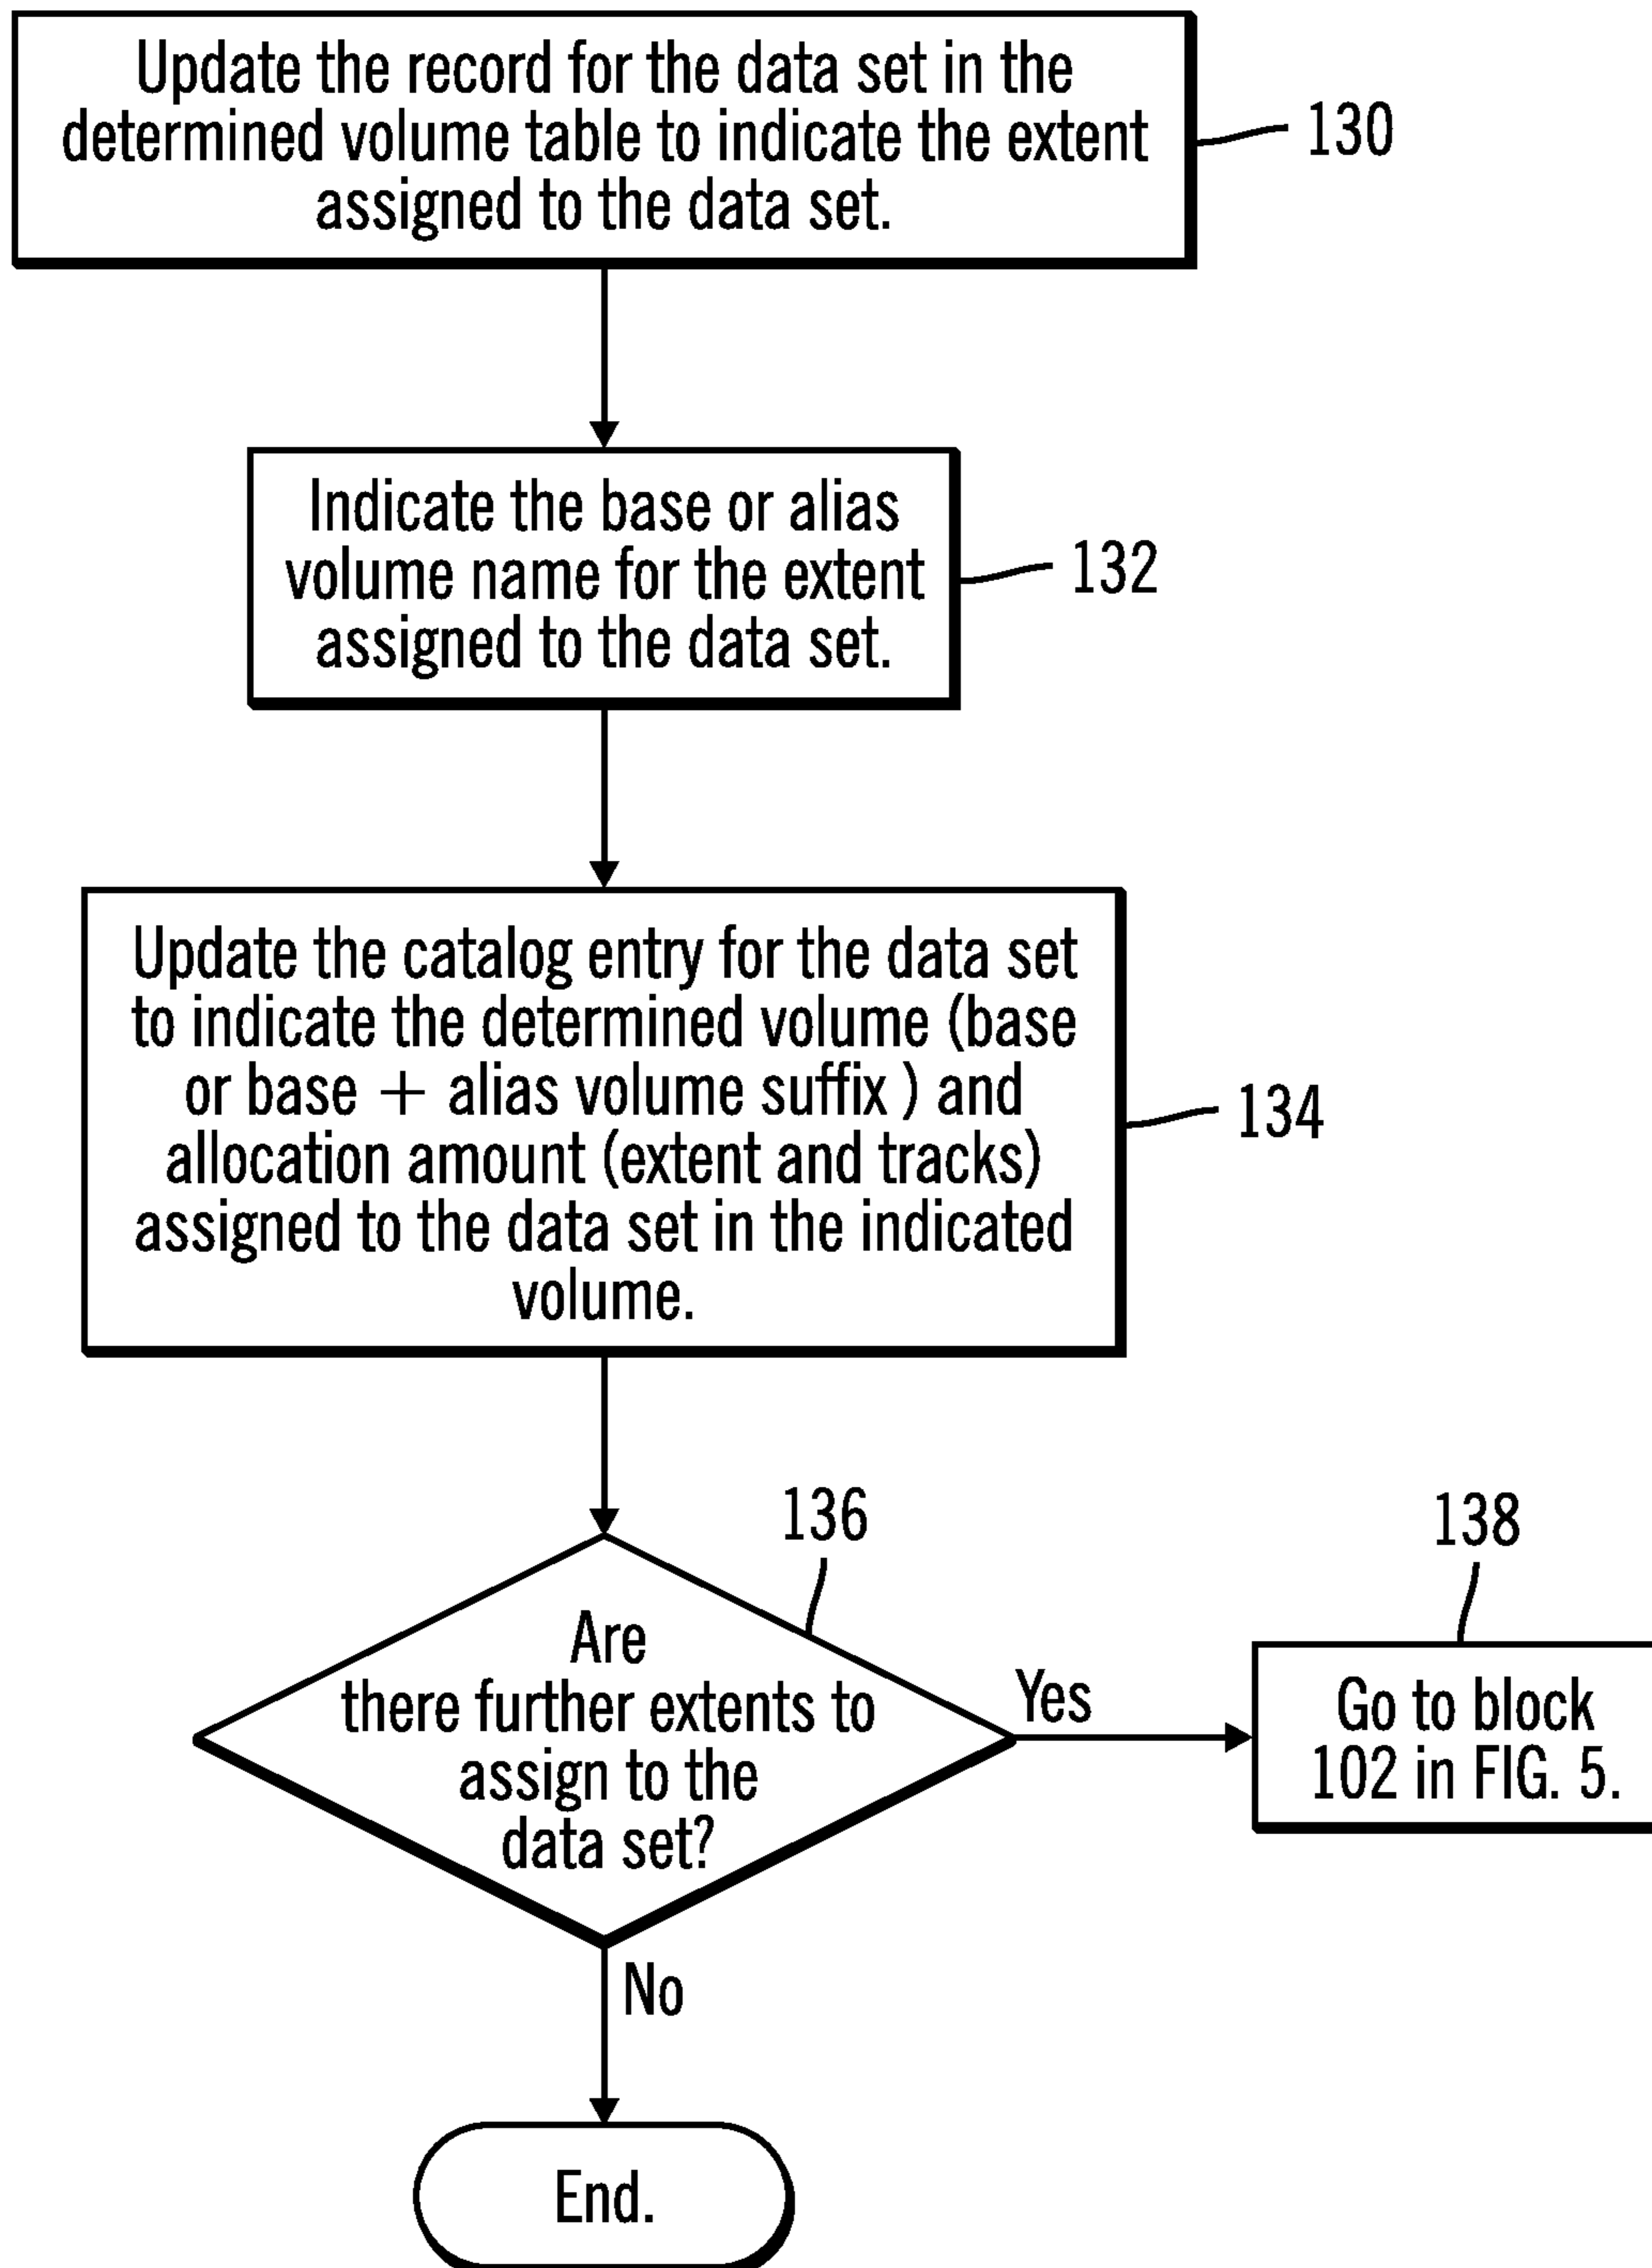 Update the record for the data set in the
determined volume table to indicate the extent
assigned to the data set.
130
Indicate the base or alias
volume name for the extent
assigned to the data set.
132
Update the catalog entry for the data set
to indicate the determined volume (base
or base + alias volume suffix ) and
allocation amount (extent and tracks)
assigned to the data set in the indicated
volume.
134
136
138
Are
there further extents to
assign to the
data set?
Yes
Go to block
102 in FIG. 5.
No
End.